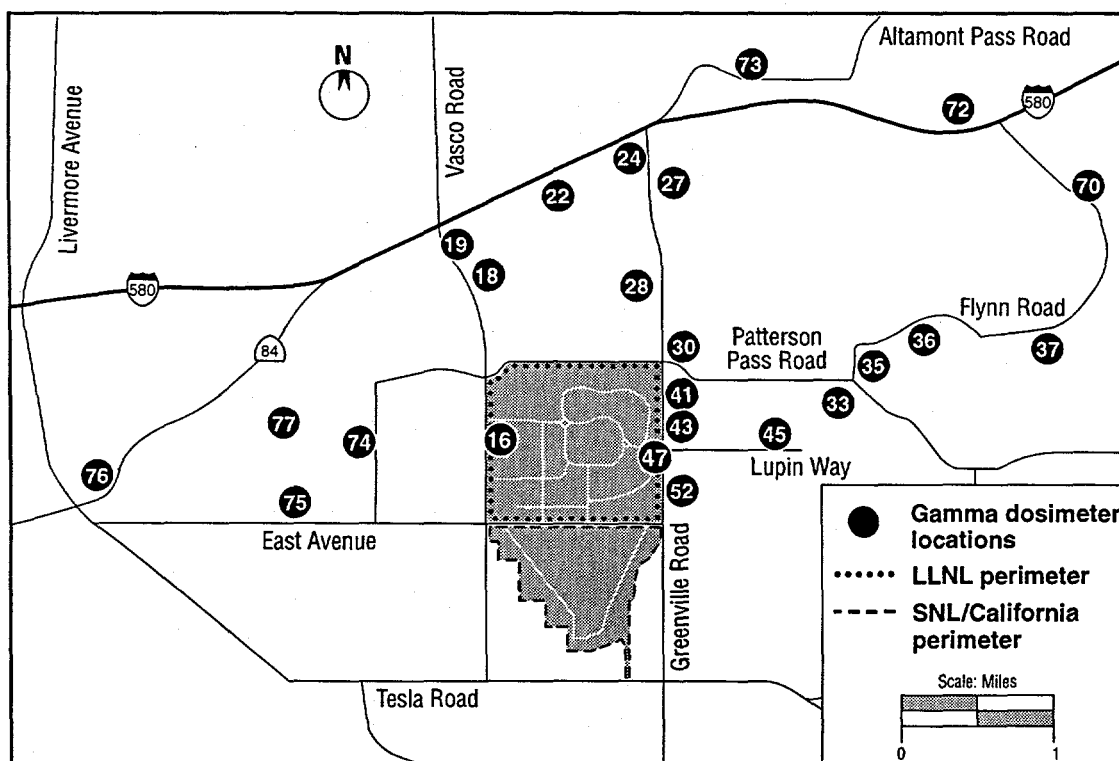 Altamont Pass Road
N
73
580
72
Livermore Avenue
Vasco Road
24
22
27
70
19
18
28
580
Flynn Road
84
30
Patterson
Pass Road
36
35
37
41
33
77
74
16
43
45
47
Lupin Way
76
75
52
East Avenue
Greenville Road
Gamma dosimeter
locations
LLNL perimeter
SNL/California
perimeter
Tesla Road
Scale: Miles
0
1